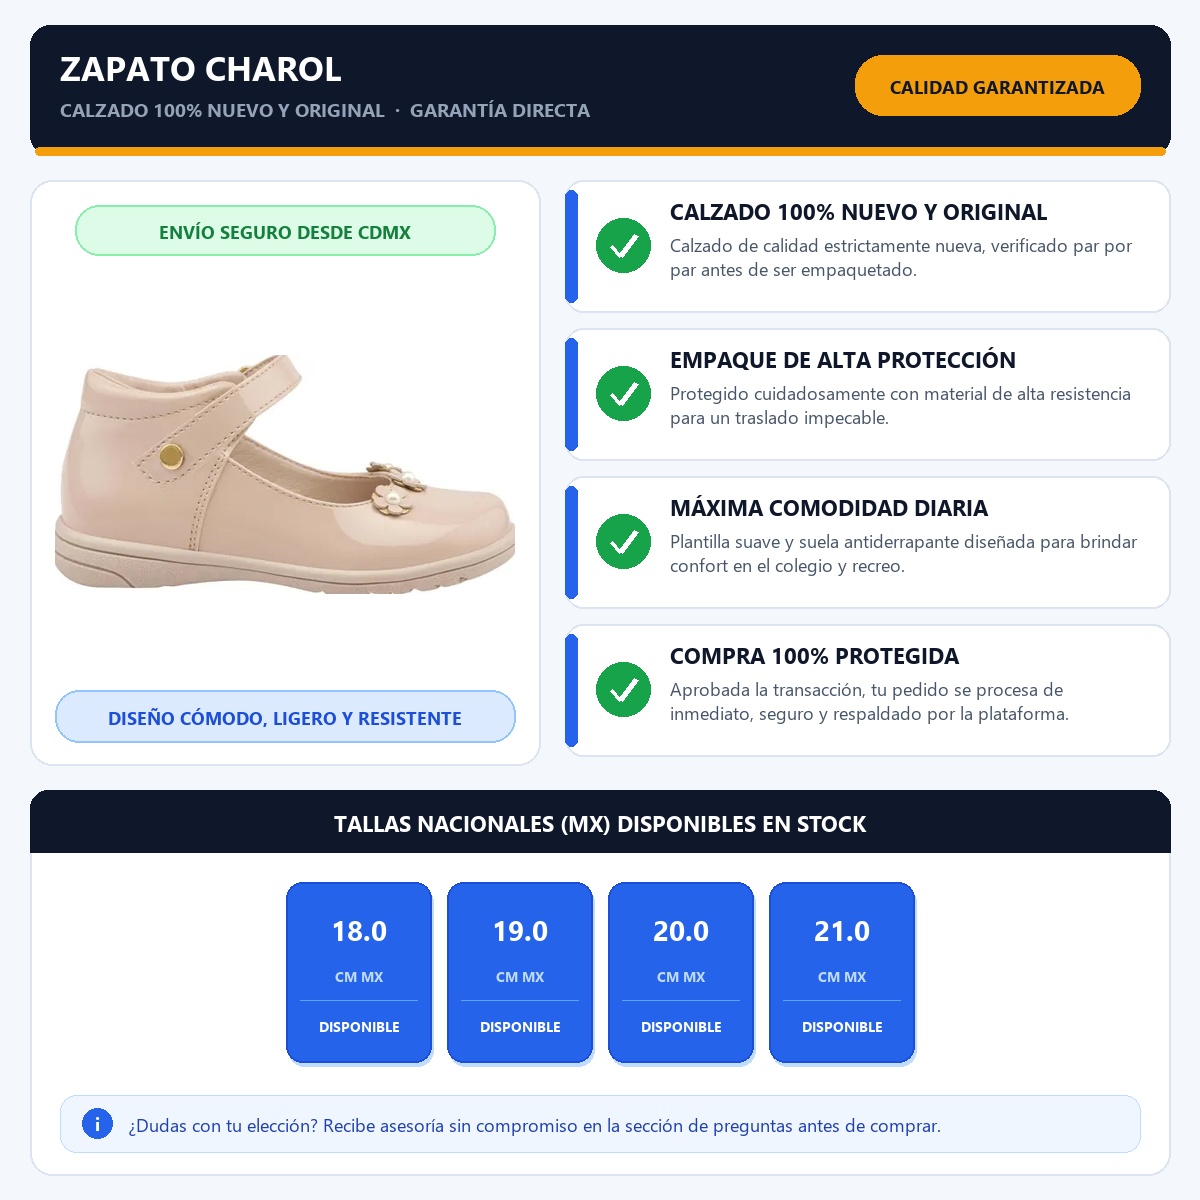 ZAPATO CHAROL
CALZADO 100% NUEVO Y ORIGINAL · GARANTÍA DIRECTA
CALIDAD GARANTIZADA
ENVÍO SEGURO DESDE CDMX
DISEÑO CÓMODO, LIGERO Y RESISTENTE
CALZADO 100% NUEVO Y ORIGINAL
Calzado de calidad estrictamente nueva, verificado par por
par antes de ser empaquetado.
EMPAQUE DE ALTA PROTECCIÓN
Protegido cuidadosamente con material de alta resistencia
para un traslado impecable.
MÁXIMA COMODIDAD DIARIA
Plantilla suave y suela antiderrapante diseñada para brindar
confort en el colegio y recreo.
COMPRA 100% PROTEGIDA
Aprobada la transacción, tu pedido se procesa de
inmediato, seguro y respaldado por la plataforma.
TALLAS NACIONALES (MX) DISPONIBLES EN STOCK
18.0
CM MX
DISPONIBLE
19.0
CM MX
DISPONIBLE
20.0
CM MX
DISPONIBLE
21.0
CM MX
DISPONIBLE
¿Dudas con tu elección? Recibe asesoría sin compromiso en la sección de preguntas antes de comprar.